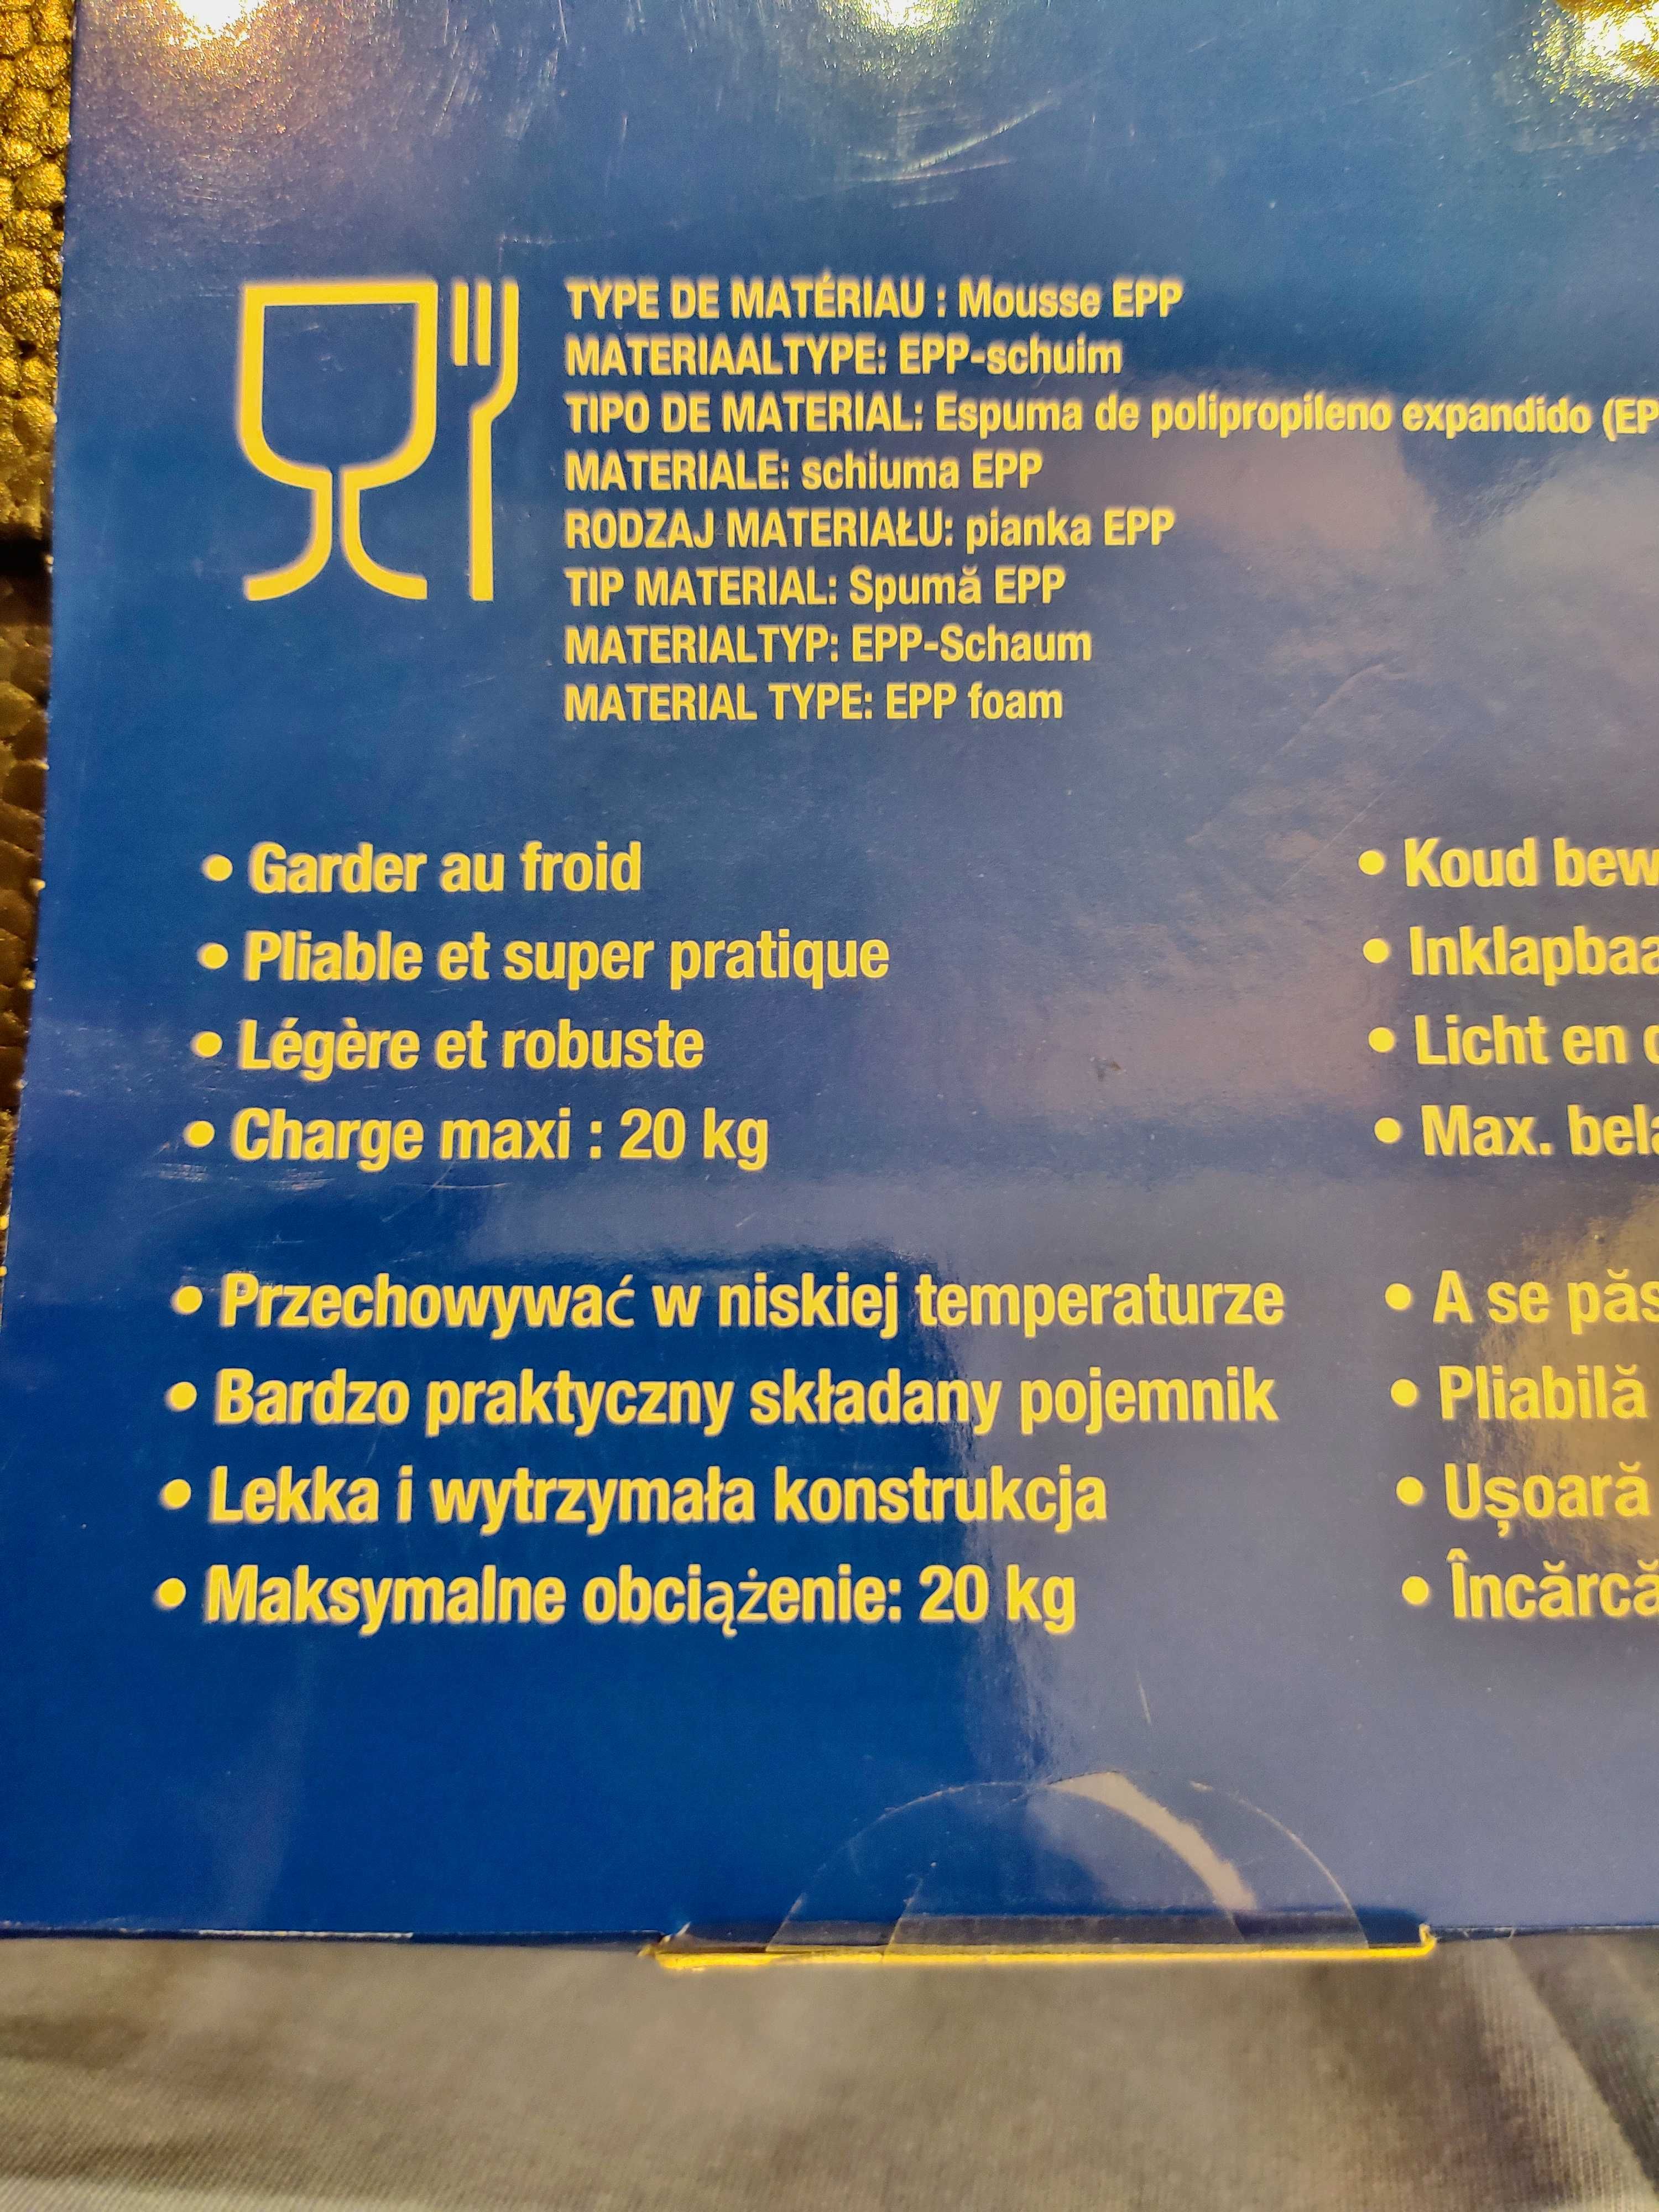 TYPE DE MATÉRIAU : Mousse EPP
MATERIAALTYPE: EPP-schuim
TIPO DE MATERIAL: Espuma de polipropileno expandido
MATERIALE: schiuma EPP
RODZAJ MATERIAŁU: pianka EPP
TIP MATERIAL: Spumă EPP
MATERIALTYP: EPP-Schaum
MATERIAL TYPE: EPP foam
• Garder au froid
• Pliable et super pratique
• Légère et robuste
• Charge maxi : 20 kg
• Koud
• Licht en
• Max.
• Przechowywać w niskiej temperaturze
• Bardzo praktyczny składany pojemnik
• Lekka i wytrzymała konstrukcja
• Maksymalne obciążenie: 20 kg
• A se
• Pliabilă
• Ușoară